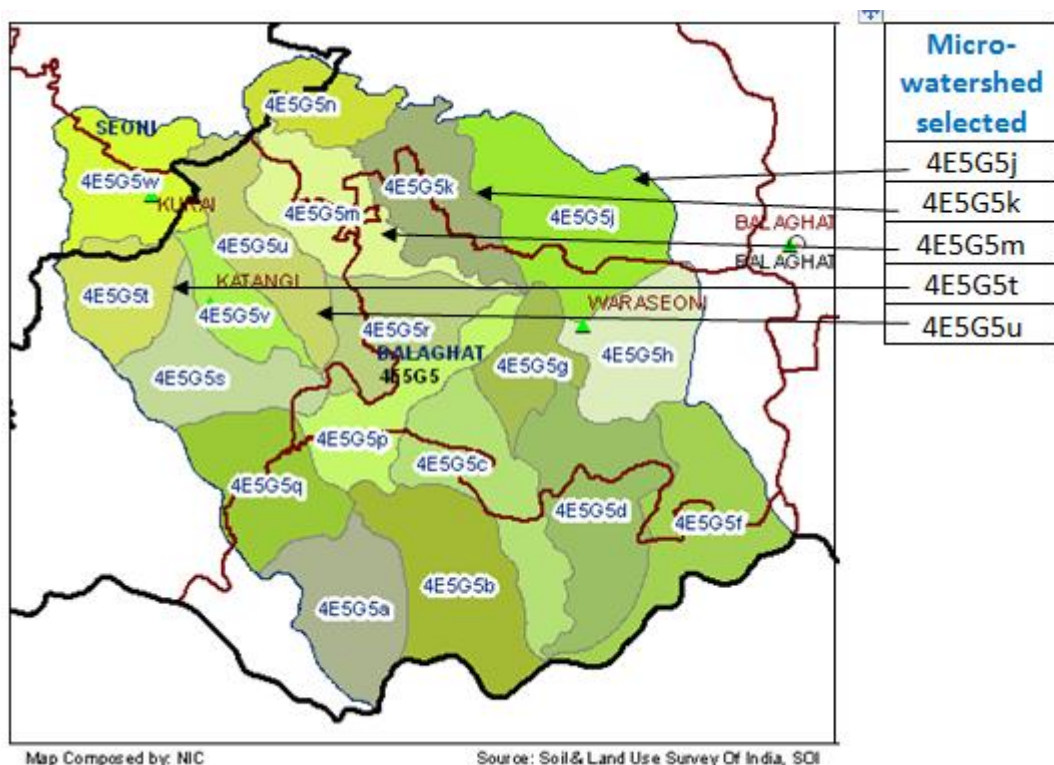 Micro-
watershed
selected
4E5G5j
4E5G5k
4E5G5m
4E5G5t
4E5G5u
4E5G5n
SEONI
4E5G5w
KURAI
4E5G5k
4E5G5m
4E5G5j
BALAGHAT
BALAGHAT
4E5G5u
4E5G5t
KATANGI
4E5G5v
4E5G5r
WARASEONI
BALAGHAT
4E5G5
4E5G5h
4E5G5g
4E5G5s
4E5G5p
4E5G5c
4E5G5q
4E5G5d
4E5G5f
4E5G5b
4E5G5a
Map Composed by: NIC
Source: Soil & Land Use Survey Of India, SOI